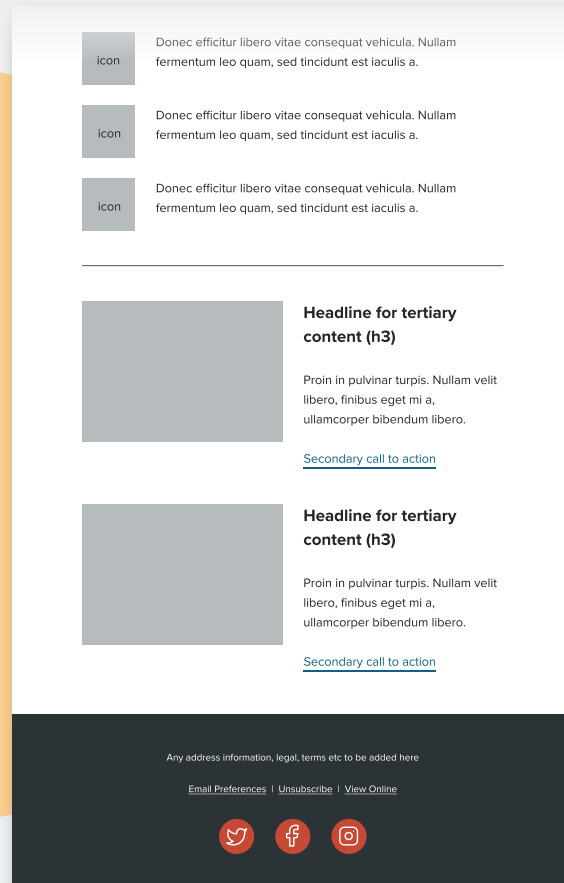 Donec efficitur libero vitae consequat vehicula. Nullam
icon
fermentum leo quam, sed tincidunt est iaculis a.
Donec efficitur libero vitae consequat vehicula. Nullam
icon
fermentum leo quam, sed tincidunt est iaculis a.
Donec efficitur libero vitae consequat vehicula. Nullam
icon
fermentum leo quam, sed tincidunt est iaculis a.
Headline for tertiary
content (h3)
Proin in pulvinar turpis. Nullam velit
libero, finibus eget mi a,
ullamcorper bibendum libero.
Secondary call to action
Headline for tertiary
content (h3)
Proin in pulvinar turpis. Nullam velit
libero, finibus eget mi a,
ullamcorper bibendum libero.
Secondary call to action
Any address information, legal, terms etc to be added here
Email Preferences | Unsubscribe | View Online